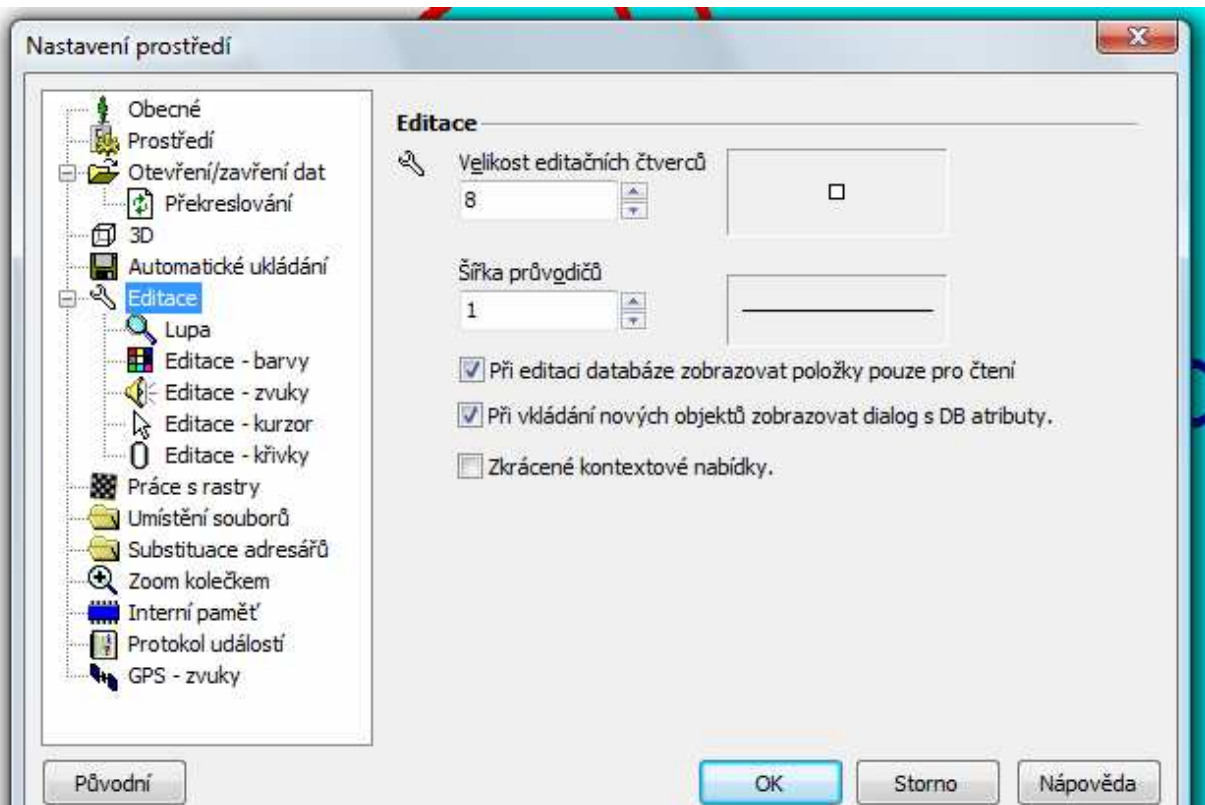 Nastavení prostředí
Obecné
Prostředí
Otevření/zavření dat
Překreslování
3D
Automatické ukládání
Editace
Lupa
Editace - barvy
Editace - zvuky
Editace - kurzor
Editace - křivky
Práce s rastry
Umístění souborů
Substituace adresářů
Zoom kolečkem
Interní paměť
Protokol událostí
GPS - zvuky
Editace
Velikost editačních čtverců
8
Šířka průvodičů
1
Při editaci databáze zobrazovat položky pouze pro čtení
Při vkládání nových objektů zobrazovat dialog s DB atributy.
Zkrácené kontextové nabídky.
Původní
OK
Storno
Nápověda